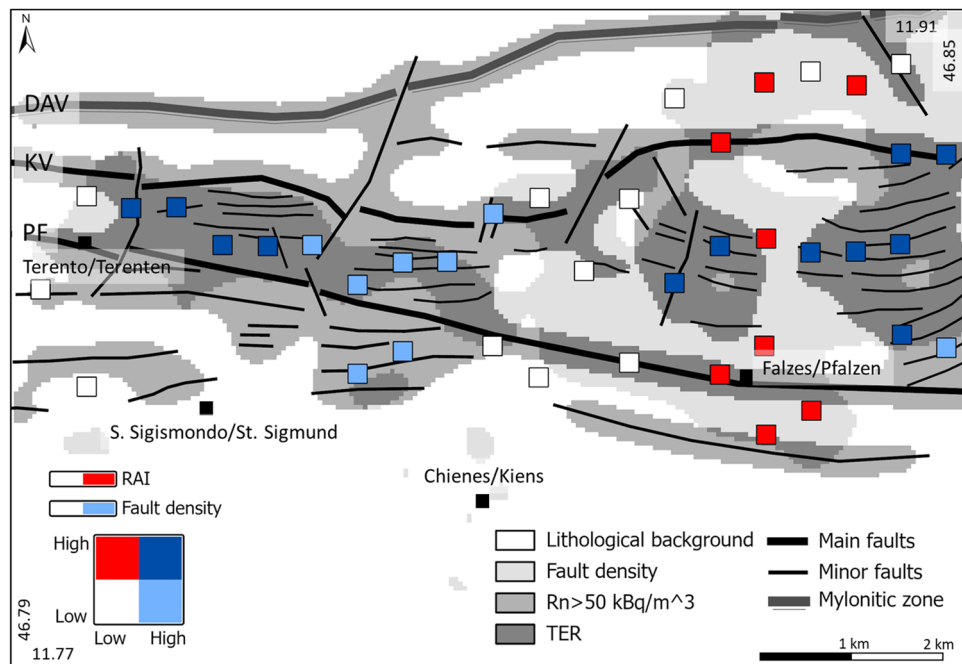 N
11.91
46.85
DAV
KV
PF
Terento/Terenten
Falzes/Pfalzen
S. Sigismondo/St. Sigmund
Chienes/Kiens
RAI
Fault density
High
Low
Low High
46.79
11.77
Lithological background
Fault density
Rn>50 kBq/m^3
TER
Main faults
Minor faults
Mylonitic zone
1 km 2 km